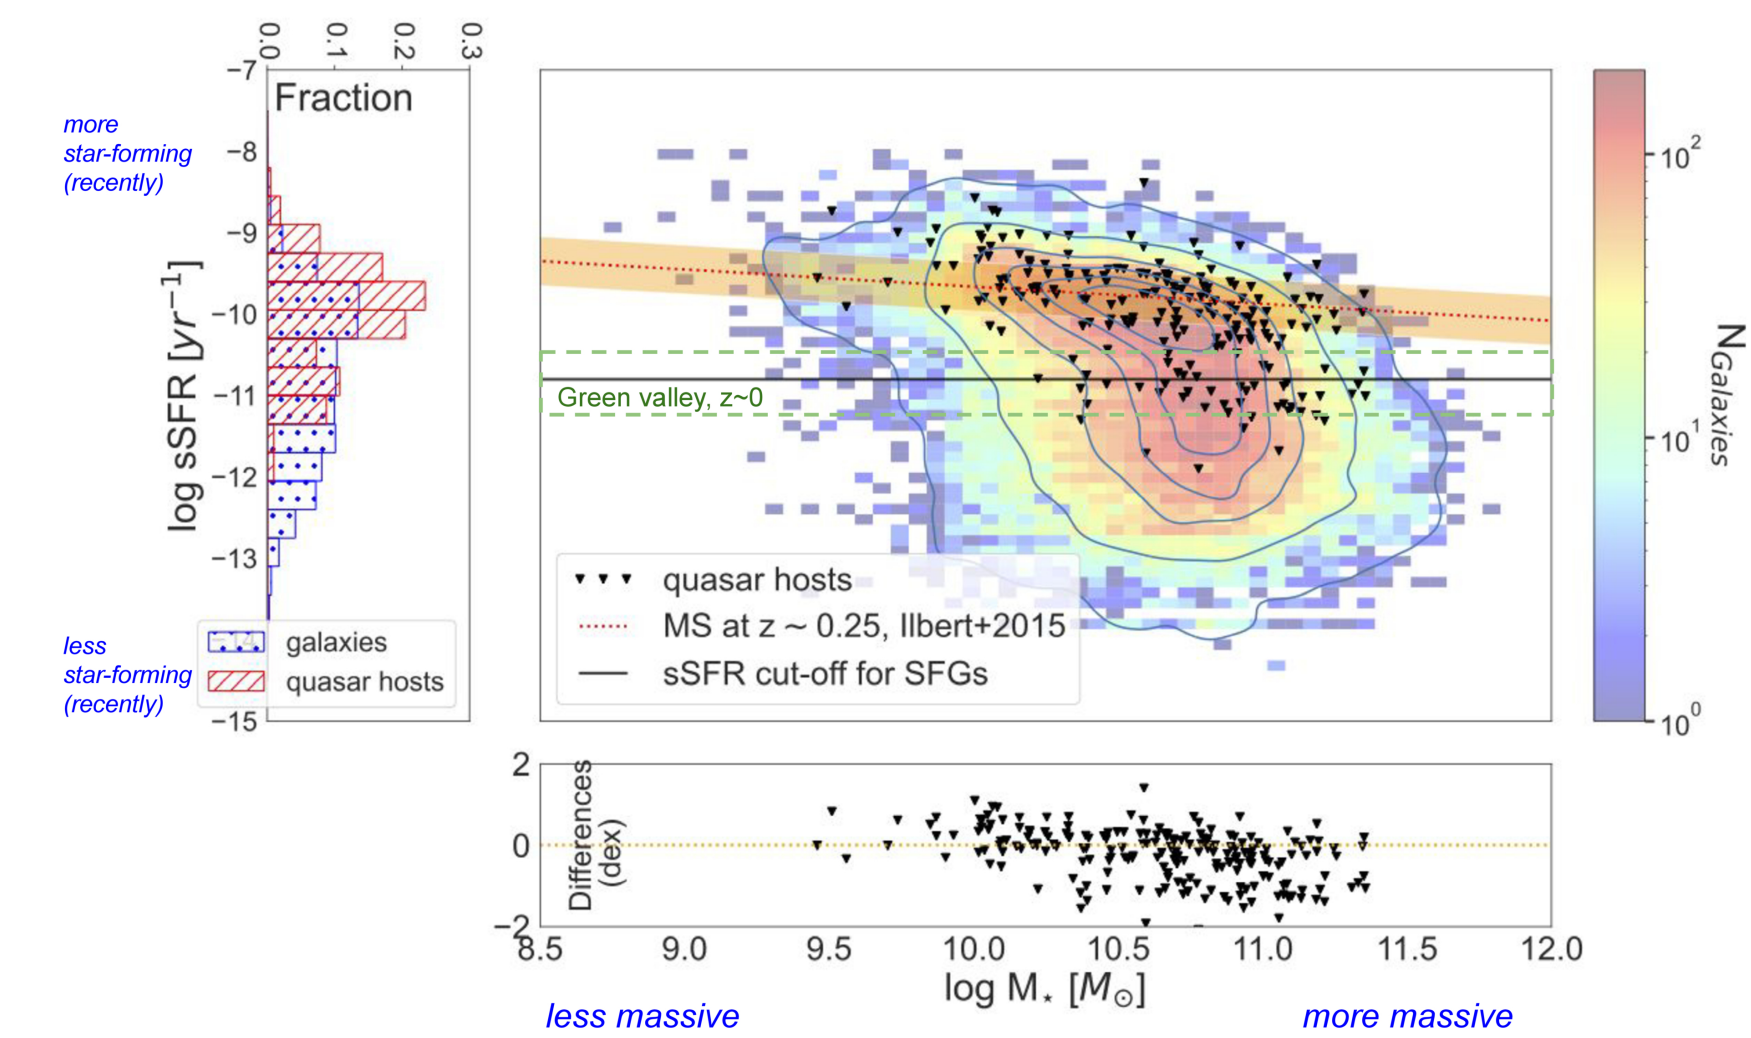 0.0 0.1 0.2 0.3
Fraction
−7
−8
−9
−10
−11
−12
−13
−14
−15
log sSFR [yr⁻¹]
more
star-forming
(recently)
less
star-forming
(recently)
galaxies
quasar hosts
Green valley, z~0
quasar hosts
MS at z ∼ 0.25, Ilbert+2015
sSFR cut-off for SFGs
10²
10¹
10⁰
N_Galaxies
2
0
−2
Differences
(dex)
8.5 9.0 9.5 10.0 10.5 11.0 11.5 12.0
log M⋆ [M⊙]
less massive
more massive